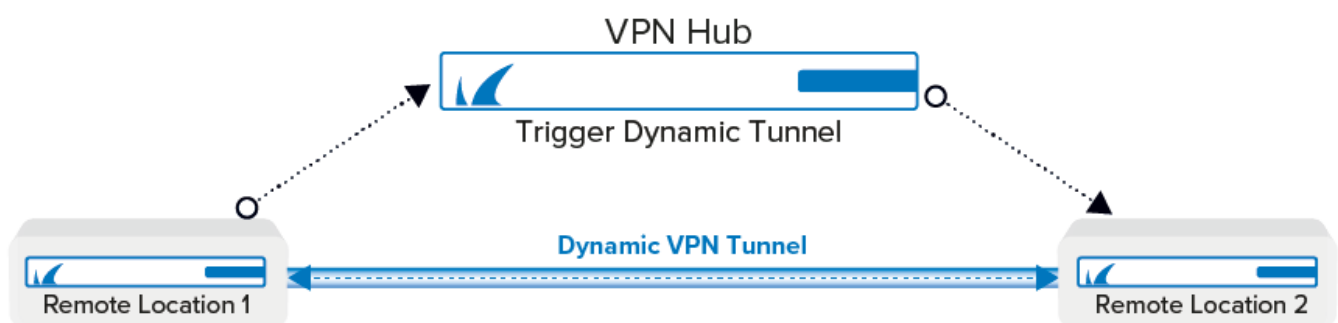 VPN Hub
Trigger Dynamic Tunnel
Dynamic VPN Tunnel
Remote Location 1
Remote Location 2